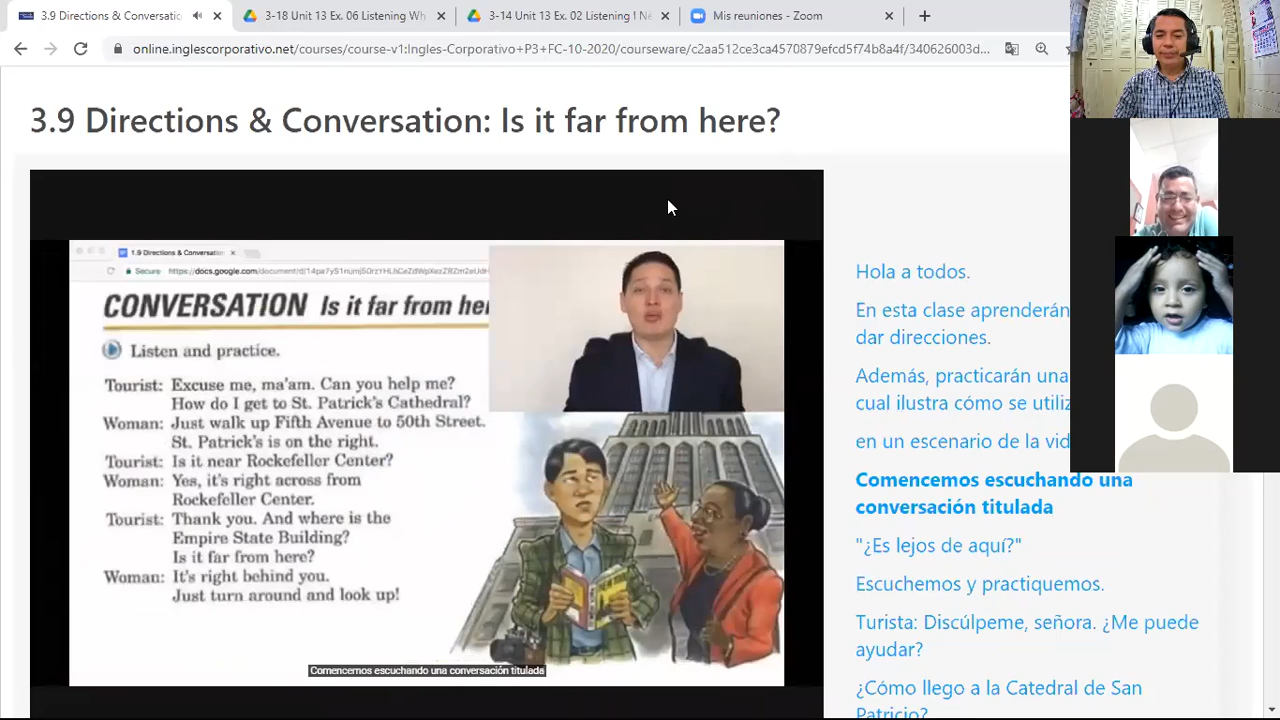 3.9 Directions & Conversatio
3-18 Unit 13 Ex. 06 Listening Wh
3-14 Unit 13 Ex. 02 Listening I N
Mis reuniones - Zoom
online.inglescorporativo.net/courses/course-v1:Ingles-Corporativo+P3+FC-10-2020/courseware/c2aa512ce3ca4570879efcd5f74b8a4f/340626003d...
3.9 Directions & Conversation: Is it far from here?
1.9 Directions & Conversation
Secure
CONVERSATION Is it far from her
Listen and practice.
Tourist: Excuse me, ma'am. Can you help me?
How do I get to St. Patrick's Cathedral?
Woman: Just walk up Fifth Avenue to 50th Street.
St. Patrick's is on the right.
Tourist: Is it near Rockefeller Center?
Woman: Yes, it's right across from
Rockefeller Center.
Tourist: Thank you. And where is the
Empire State Building?
Is it far from here?
Woman: It's right behind you.
Just turn around and look up!
Comencemos escuchando una conversación titulada
Hola a todos.
En esta clase aprenderán
dar direcciones.
Además, practicarán una
cual ilustra cómo se utiliz
en un escenario de la vid
Comencemos escuchando una
conversación titulada
"¿Es lejos de aquí?"
Escuchemos y practiquemos.
Turista: Discúlpeme, señora. ¿Me puede
ayudar?
¿Cómo llego a la Catedral de San
Patricio?